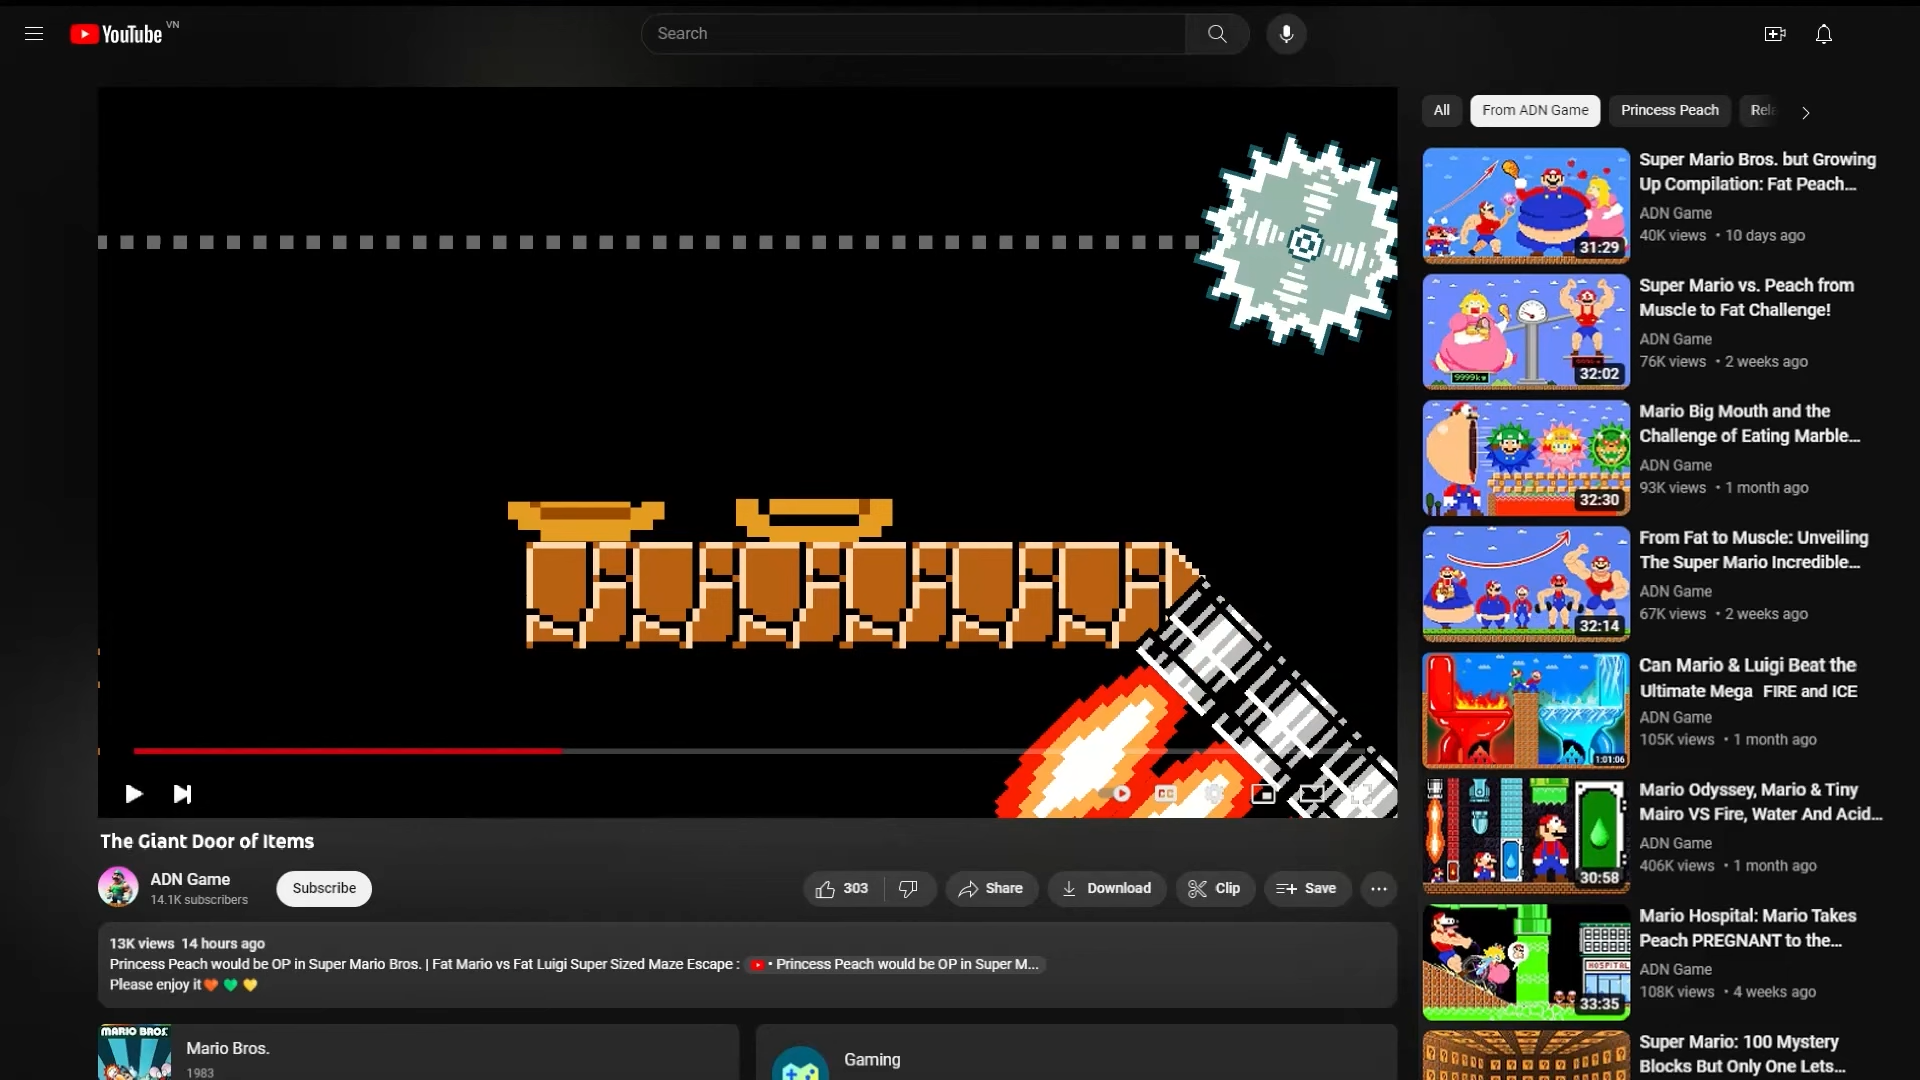 YouTube VN
Search
All
From ADN Game
Princess Peach
Rela
31:29
Super Mario Bros. but Growing
Up Compilation: Fat Peach...
ADN Game
40K views • 10 days ago
9999kg
32:02
Super Mario vs. Peach from
Muscle to Fat Challenge!
ADN Game
76K views • 2 weeks ago
32:30
Mario Big Mouth and the
Challenge of Eating Marble...
ADN Game
93K views • 1 month ago
32:14
From Fat to Muscle: Unveiling
The Super Mario Incredible...
ADN Game
67K views • 2 weeks ago
1:01:06
Can Mario & Luigi Beat the
Ultimate Mega FIRE and ICE
ADN Game
105K views • 1 month ago
30:58
Mario Odyssey, Mario & Tiny
Mairo VS Fire, Water And Acid...
ADN Game
406K views • 1 month ago
HOSPITAL
33:35
Mario Hospital: Mario Takes
Peach PREGNANT to the...
ADN Game
108K views • 4 weeks ago
Super Mario: 100 Mystery
Blocks But Only One Lets...
CC
The Giant Door of Items
ADN Game
14.1K subscribers
Subscribe
303
Share
Download
Clip
Save
13K views 14 hours ago
Princess Peach would be OP in Super Mario Bros. | Fat Mario vs Fat Luigi Super Sized Maze Escape : • Princess Peach would be OP in Super M...
Please enjoy it🧡 💚 💛
MARIO BROS.
Mario Bros.
1983
Gaming